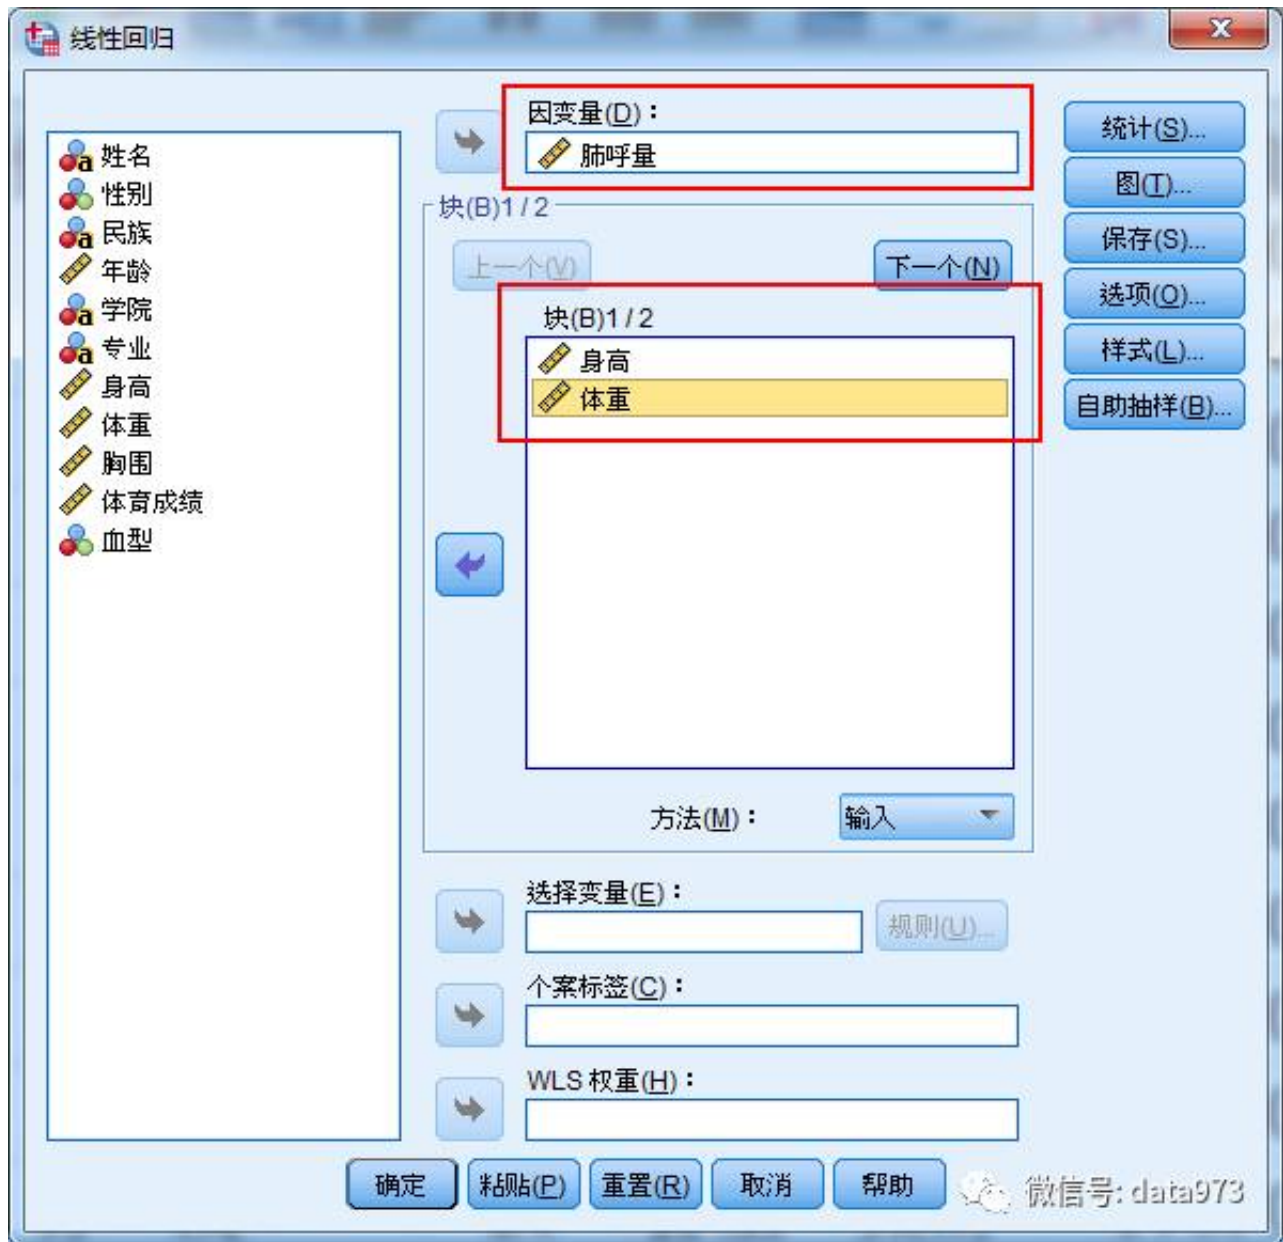 线性回归
姓名
性别
民族
年龄
学院
专业
身高
体重
胸围
体育成绩
血型
因变量(D)：
肺呼量
块(B)1 / 2
上一个(V)
下一个(N)
块(B)1 / 2
身高
体重
方法(M)：
输入
选择变量(E)：
规则(U)...
个案标签(C)：
WLS 权重(H)：
统计(S)...
图(T)...
保存(S)...
选项(O)...
样式(L)...
自助抽样(B)...
确定
粘贴(P)
重置(R)
取消
帮助
微信号: data973